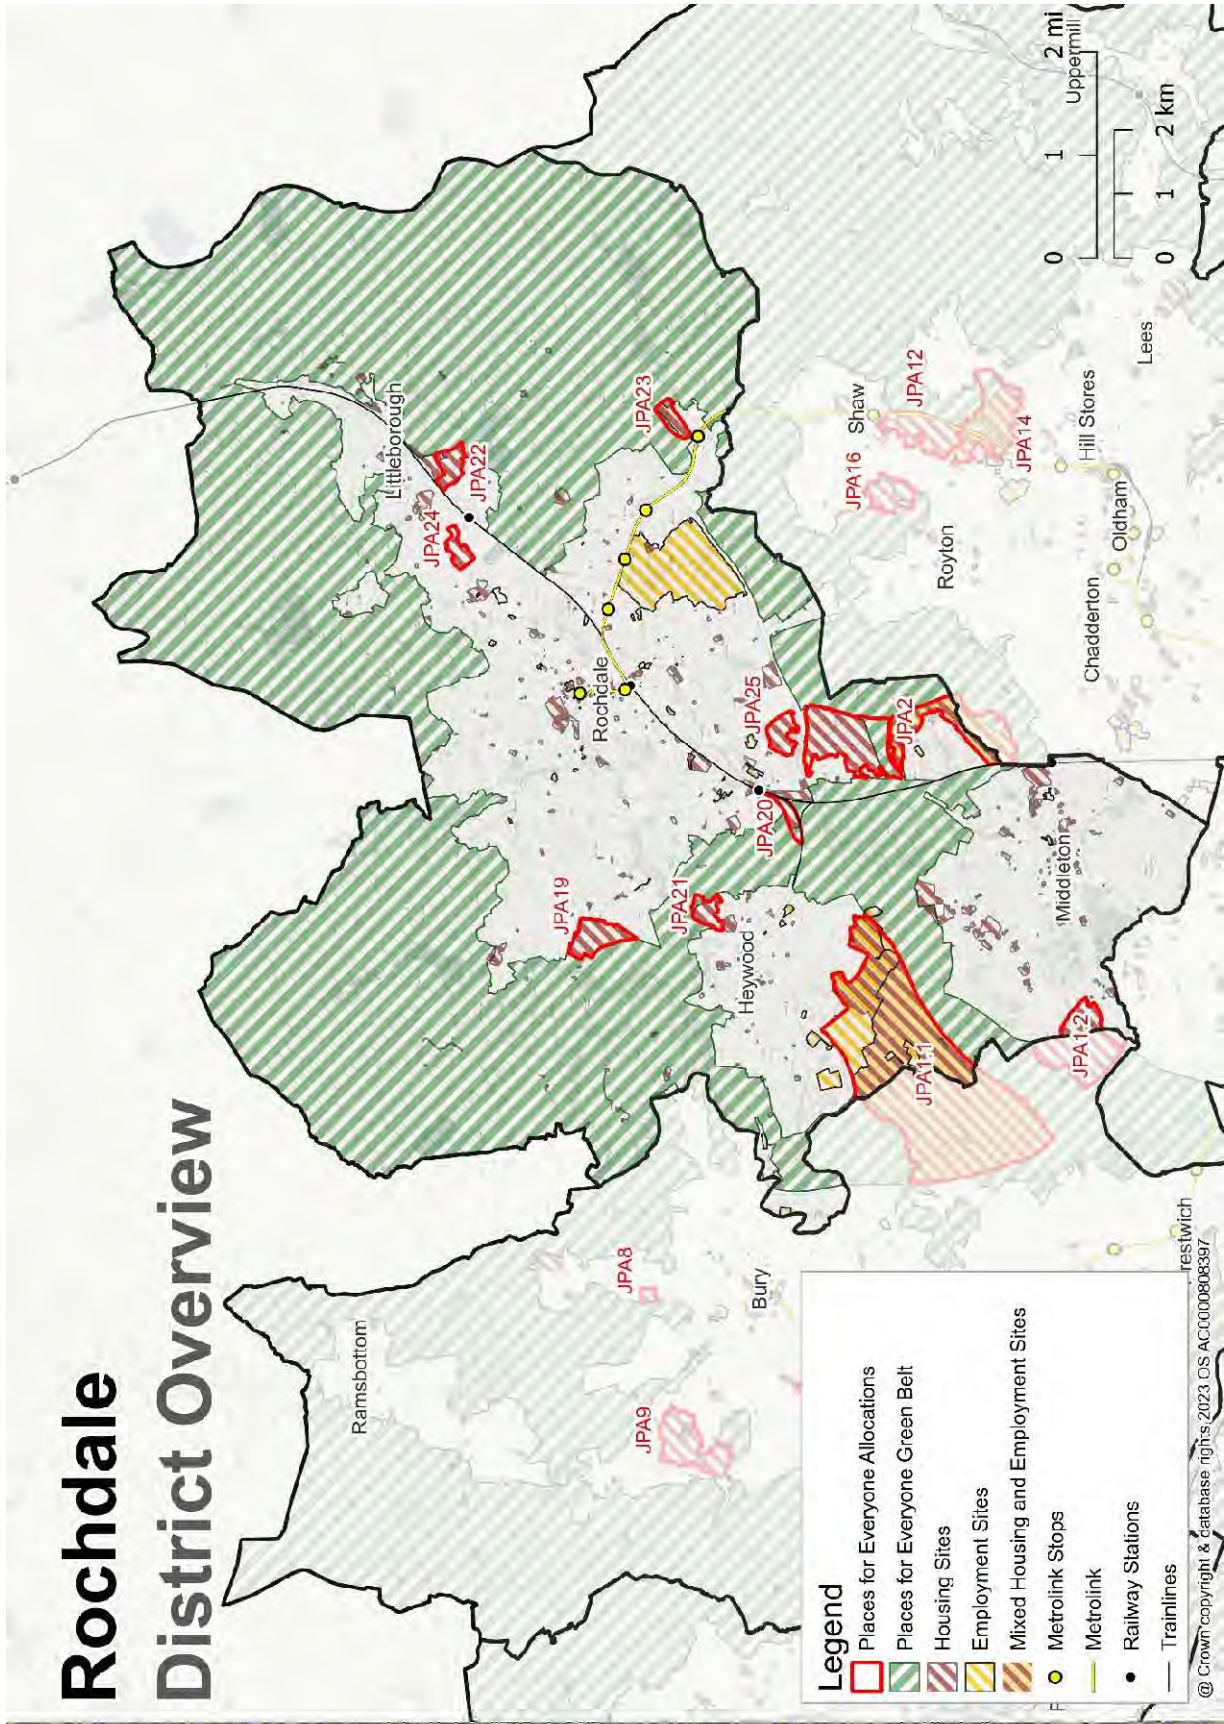 Rochdale
District Overview
Ramsbottom
JPA9
JPA8
Bury
Littleborough
JPA22
JPA24
JPA23
Rochdale
JPA19
JPA21
Heywood
JPA20
JPA25
JPA2
JPA1.1
JPA1.2
Middleton
Shaw
JPA16
JPA12
JPA14
Royton
Chadderton
Oldham
Hill Stores
Lees
Uppermill
restwich
0 1 2 mi
0 1 2 km
Legend
Places for Everyone Allocations
Places for Everyone Green Belt
Housing Sites
Employment Sites
Mixed Housing and Employment Sites
Metrolink Stops
Metrolink
Railway Stations
Trainlines
@ Crown copyright & database rights 2023 OS AC0000808397